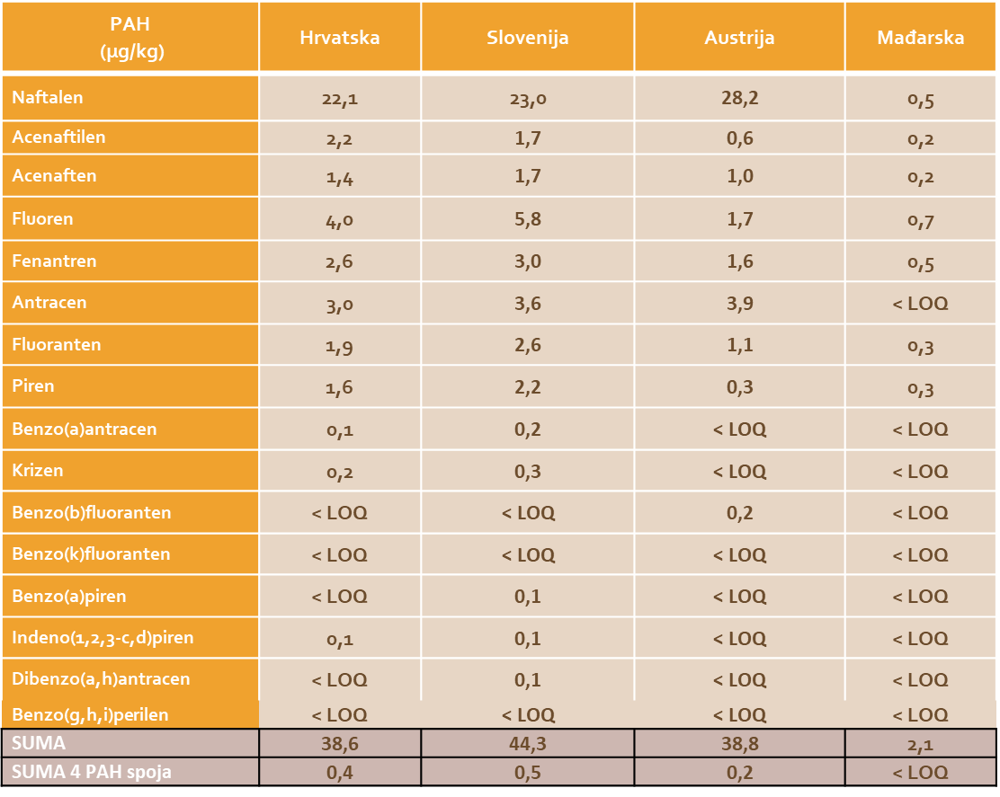 PAH
(µg/kg) Hrvatska Slovenija Austrija Mađarska
Naftalen 22,1 23,0 28,2 0,5
Acenaftilen 2,2 1,7 0,6 0,2
Acenaften 1,4 1,7 1,0 0,2
Fluoren 4,0 5,8 1,7 0,7
Fenantren 2,6 3,0 1,6 0,5
Antracen 3,0 3,6 3,9 < LOQ
Fluoranten 1,9 2,6 1,1 0,3
Piren 1,6 2,2 0,3 0,3
Benzo(a)antracen 0,1 0,2 < LOQ < LOQ
Krizen 0,2 0,3 < LOQ < LOQ
Benzo(b)fluoranten < LOQ < LOQ 0,2 < LOQ
Benzo(k)fluoranten < LOQ < LOQ < LOQ < LOQ
Benzo(a)piren < LOQ 0,1 < LOQ < LOQ
Indeno(1,2,3-c,d)piren 0,1 0,1 < LOQ < LOQ
Dibenzo(a,h)antracen < LOQ 0,1 < LOQ < LOQ
Benzo(g,h,i)perilen < LOQ < LOQ < LOQ < LOQ
SUMA 38,6 44,3 38,8 2,1
SUMA 4 PAH spoja 0,4 0,5 0,2 < LOQ